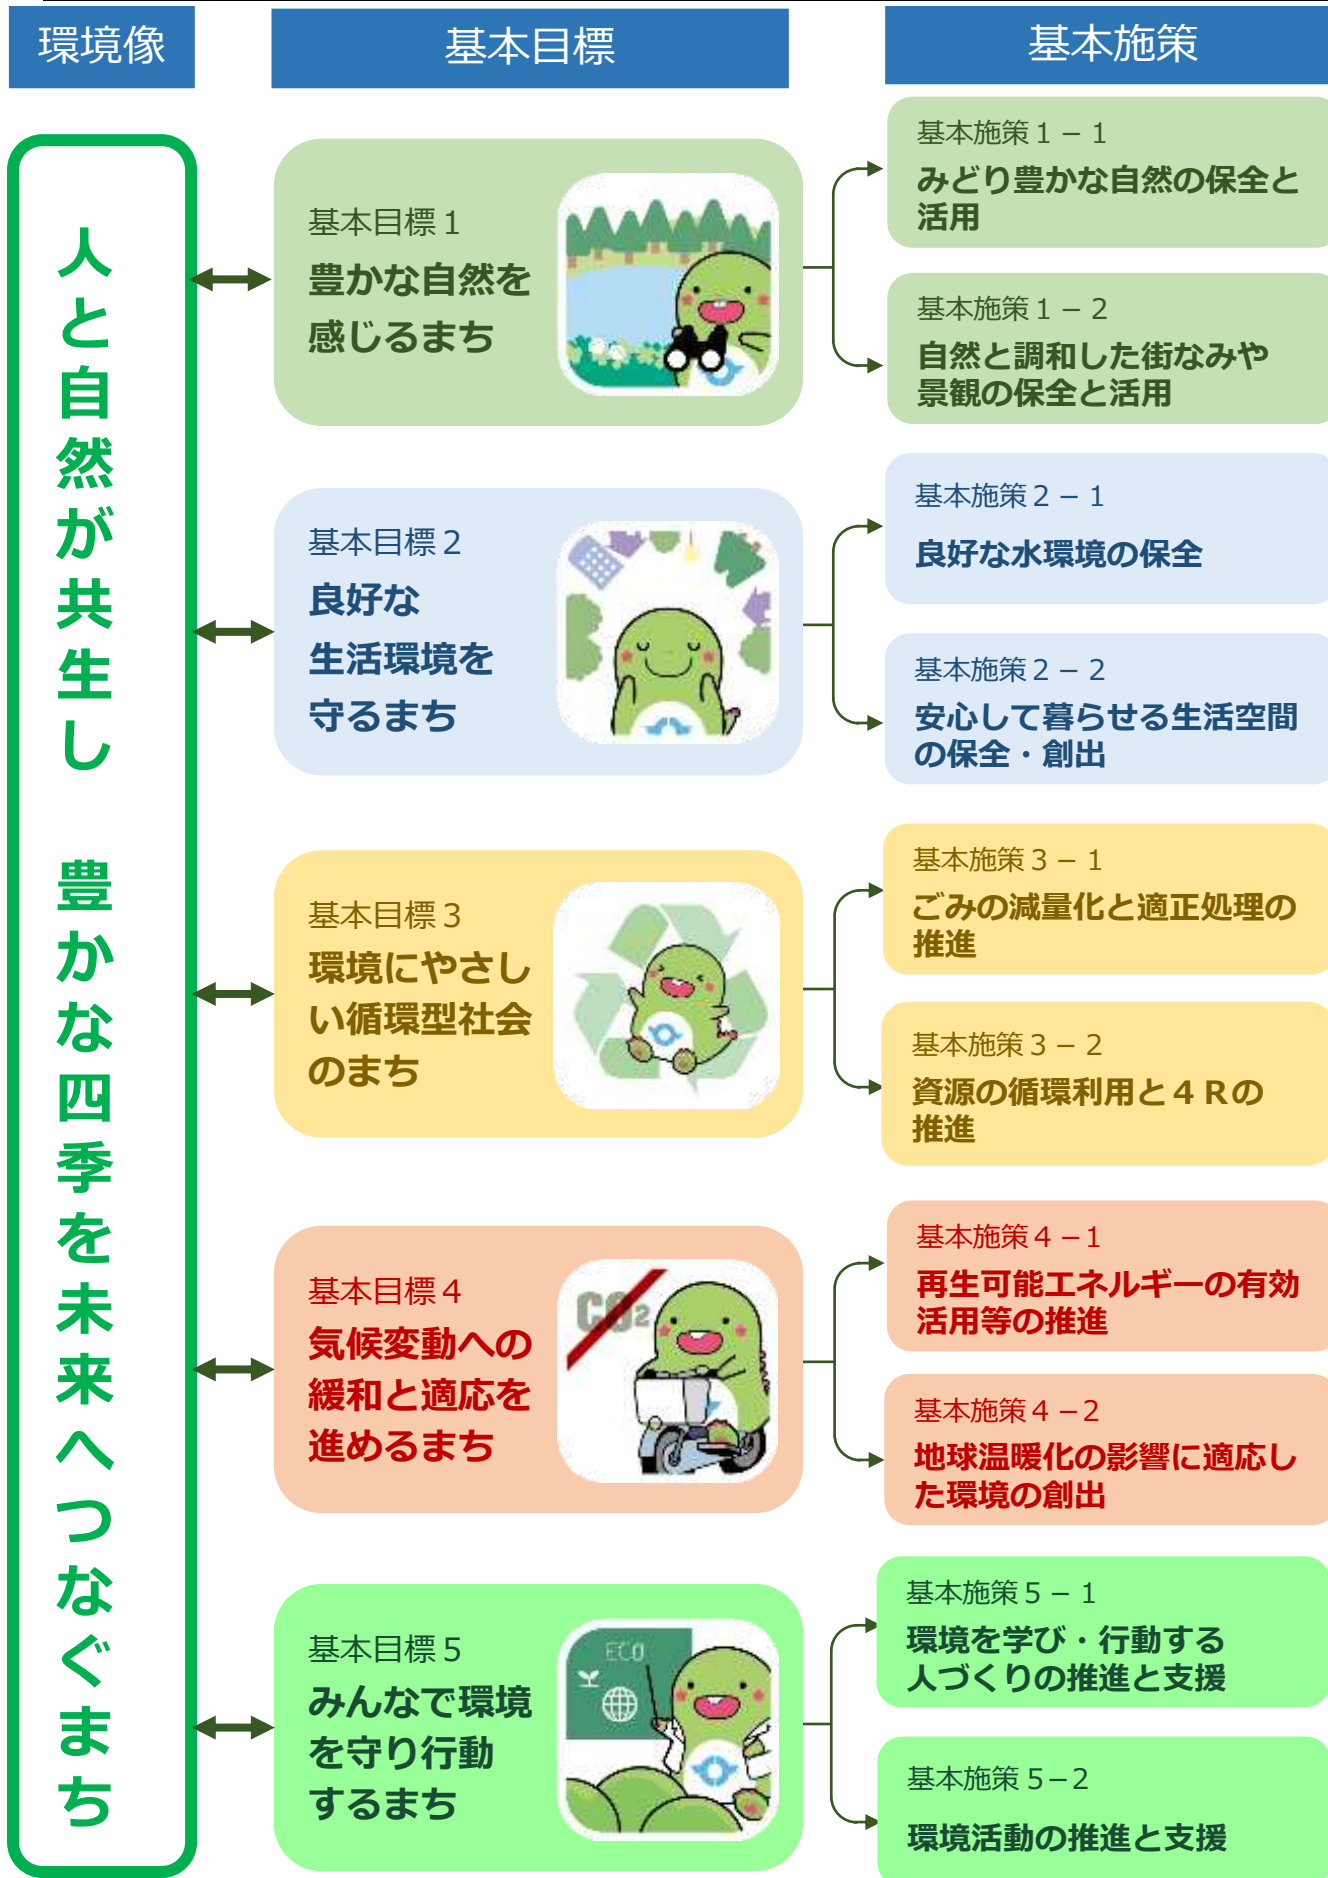 環境像
基本目標
基本施策
人と自然が共生し　豊かな四季を未来へつなぐまち
基本目標１
豊かな自然を
感じるまち
基本施策１－１
みどり豊かな自然の保全と
活用
基本施策１－２
自然と調和した街なみや
景観の保全と活用
基本目標２
良好な
生活環境を
守るまち
基本施策２－１
良好な水環境の保全
基本施策２－２
安心して暮らせる生活空間
の保全・創出
基本目標３
環境にやさし
い循環型社会
のまち
基本施策３－１
ごみの減量化と適正処理の
推進
基本施策３－２
資源の循環利用と４Ｒの
推進
基本目標４
気候変動への
緩和と適応を
進めるまち
CO2
基本施策４－１
再生可能エネルギーの有効
活用等の推進
基本施策４－２
地球温暖化の影響に適応し
た環境の創出
基本目標５
みんなで環境
を守り行動
するまち
ECO
基本施策５－１
環境を学び・行動する
人づくりの推進と支援
基本施策５－２
環境活動の推進と支援